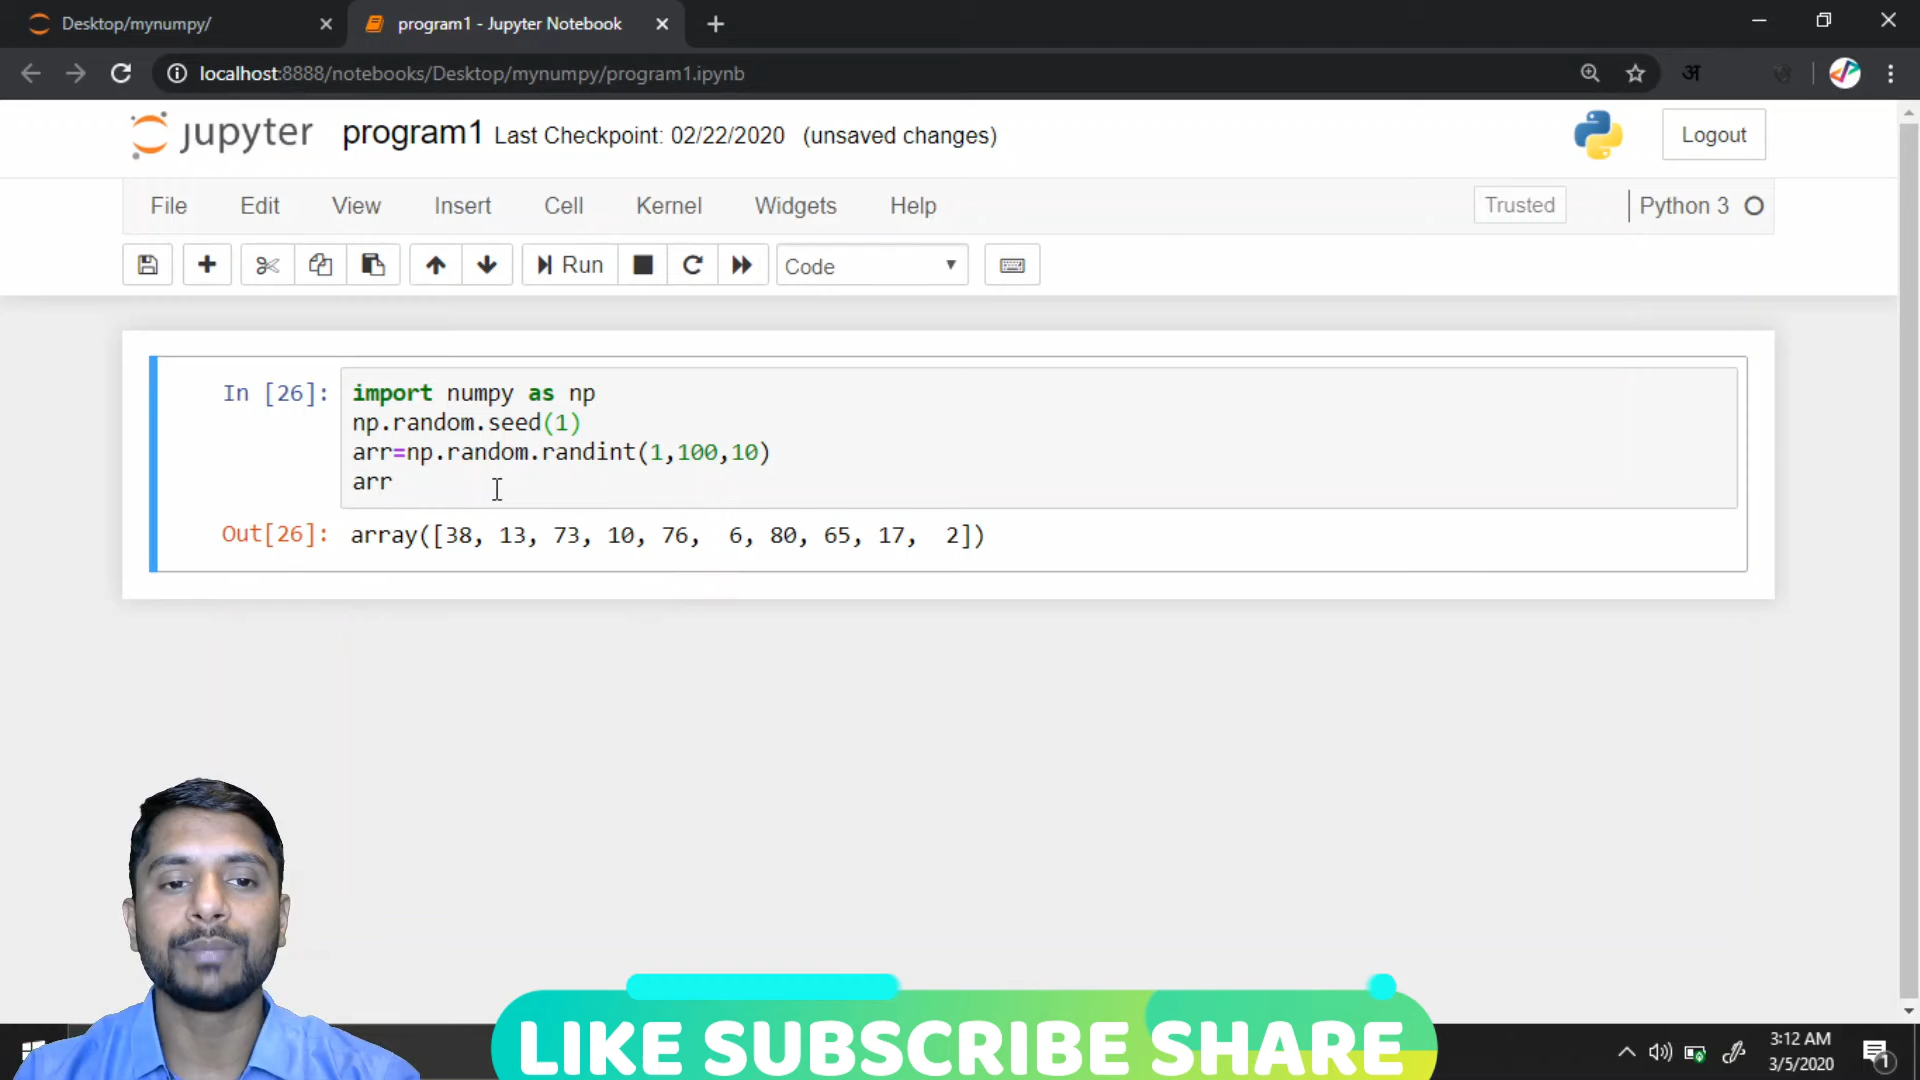 Desktop/mynumpy/
program1 - Jupyter Notebook
localhost:8888/notebooks/Desktop/mynumpy/program1.ipynb
अ
jupyter program1 Last Checkpoint: 02/22/2020 (unsaved changes)
Logout
File Edit View Insert Cell Kernel Widgets Help
Trusted
Python 3
Run
Code
In [26]:
import numpy as np
np.random.seed(1)
arr=np.random.randint(1,100,10)
arr
Out[26]: array([38, 13, 73, 10, 76,  6, 80, 65, 17,  2])
LIKE SUBSCRIBE SHARE
3:12 AM
3/5/2020
1